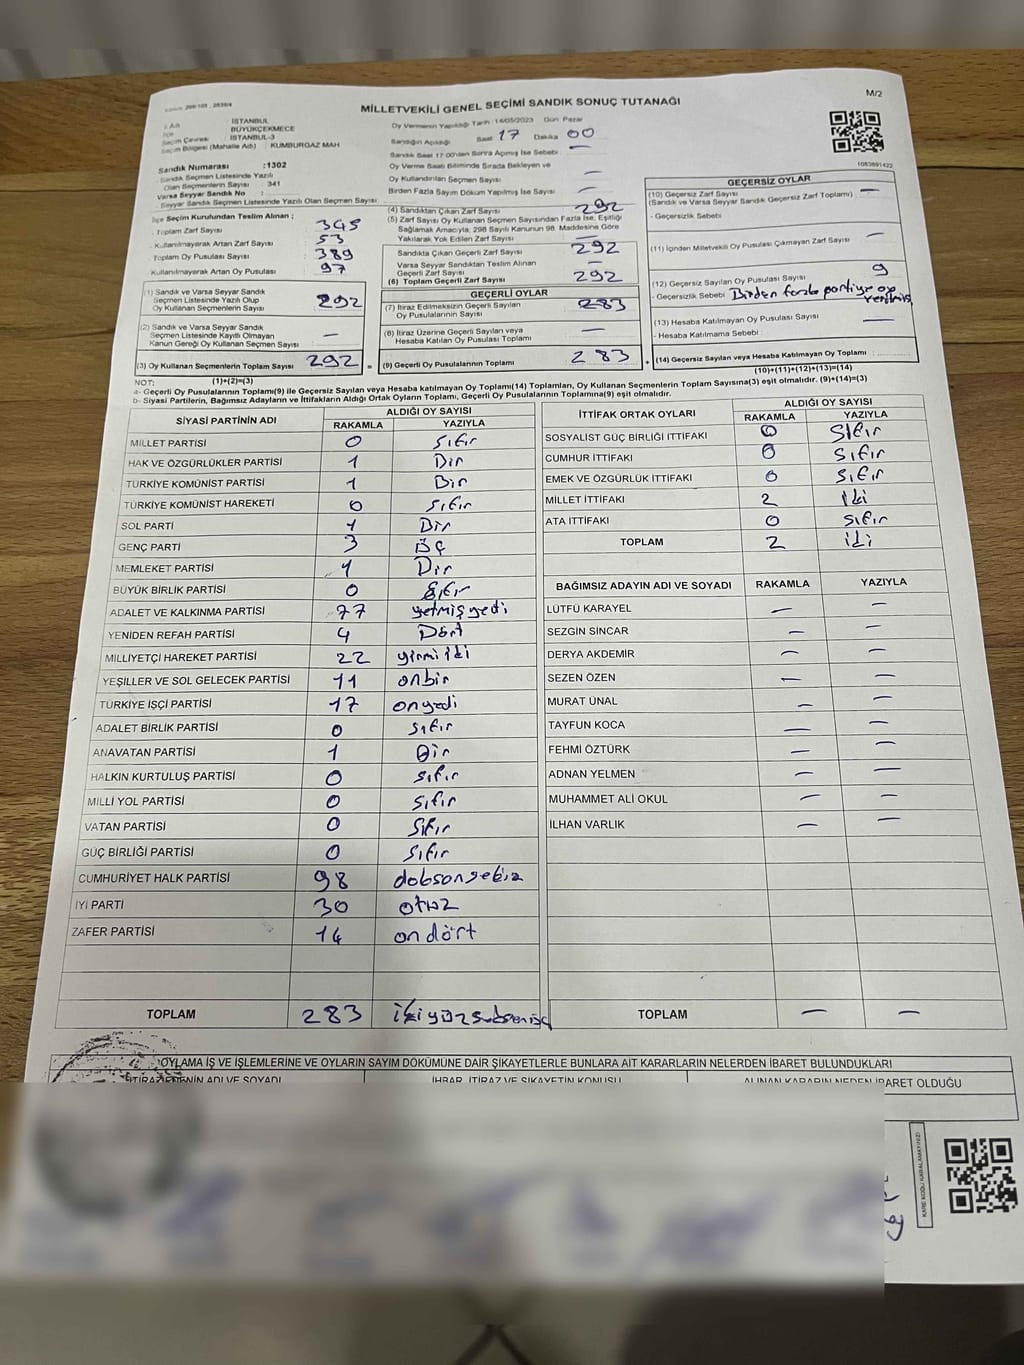 M/2
MİLLETVEKİLİ GENEL SEÇİMİ SANDIK SONUÇ TUTANAĞI
İli : İSTANBUL
İlçe : BÜYÜKÇEKMECE
Seçim Çevresi : İSTANBUL-3
Seçim Bölgesi (Mahalle Adı) : KUMBURGAZ MAH
Sandık Numarası :1302
Sandık Seçmen Listesinde Yazılı
Olan Seçmenlerin Sayısı : 341
Varsa Seyyar Sandık No :
Seyyar Sandık Seçmen Listesinde Yazılı Olan Seçmen Sayısı
İlçe Seçim Kurulundan Teslim Alınan ;
Toplam Zarf Sayısı 345
Kullanılmayarak Artan Zarf Sayısı 53
Toplam Oy Pusulası Sayısı 389
Kullanılmayarak Artan Oy Pusulası 97
(1) Sandık ve Varsa Seyyar Sandık
Seçmen Listesinde Yazılı Olup
Oy Kullanan Seçmenlerin Sayısı 292
(2) Sandık ve Varsa Seyyar Sandık
Seçmen Listesinde Kayıtlı Olmayan
Kanun Gereği Oy Kullanan Seçmen Sayısı —
(3) Oy Kullanan Seçmenlerin Toplam Sayısı 292 =
Oy Vermenin Yapıldığı Tarih : 14/05/2023 Gün: Pazar
Sandığın Açıldığı Saat 17 Dakika 00
Sandık Saat 17:00'den Sonra Açılmış İse Sebebi —
Oy Verme Saati Bitiminde Sırada Bekleyen ve
Oy Kullandırılan Seçmen Sayısı —
Birden Fazla Sayım Döküm Yapılmış İse Sayısı —
(4) Sandıktan Çıkan Zarf Sayısı 292
(5) Zarf Sayısı Oy Kullanan Seçmen Sayısından Fazla İse, Eşitliği
Sağlamak Amacıyla, 298 Sayılı Kanunun 98. Maddesine Göre
Yakılarak Yok Edilen Zarf Sayısı —
Sandıkta Çıkan Geçerli Zarf Sayısı 292
Varsa Seyyar Sandıktan Teslim Alınan
Geçerli Zarf Sayısı —
(6) Toplam Geçerli Zarf Sayısı 292
GEÇERLİ OYLAR
(7) İtiraz Edilmeksizin Geçerli Sayılan
Oy Pusulalarının Sayısı 283
(8) İtiraz Üzerine Geçerli Sayılan veya
Hesaba Katılan Oy Pusulası Toplamı —
(9) Geçerli Oy Pusulalarının Toplamı 283 +
1083891422
GEÇERSİZ OYLAR
(10) Geçersiz Zarf Sayısı —
(Sandık ve Varsa Seyyar Sandık Geçersiz Zarf Toplamı)
- Geçersizlik Sebebi
(11) İçinden Milletvekili Oy Pusulası Çıkmayan Zarf Sayısı —
(12) Geçersiz Sayılan Oy Pusulası Sayısı 9
- Geçersizlik Sebebi Birden fazla partiye oy verilmiş
(13) Hesaba Katılmayan Oy Pusulası Sayısı —
- Hesaba Katılmama Sebebi :
(14) Geçersiz Sayılan veya Hesaba Katılmayan Oy Toplamı :
(10)+(11)+(12)+(13)=(14)
NOT: (1)+(2)=(3)
a- Geçerli Oy Pusulalarının Toplamı(9) ile Geçersiz Sayılan veya Hesaba katılmayan Oy Toplamı(14) Toplamları, Oy Kullanan Seçmenlerin Toplam Sayısına(3) eşit olmalıdır. (9)+(14)=(3)
b- Siyasi Partilerin, Bağımsız Adayların ve İttifakların Aldığı Ortak Oyların Toplamı, Geçerli Oy Pusulalarının Toplamına(9) eşit olmalıdır.
SİYASİ PARTİNİN ADI ALDIĞI OY SAYISI
RAKAMLA YAZIYLA
MİLLET PARTİSİ 0 sıfır
HAK VE ÖZGÜRLÜKLER PARTİSİ 1 Bir
TÜRKİYE KOMÜNİST PARTİSİ 1 Bir
TÜRKİYE KOMÜNİST HAREKETİ 0 sıfır
SOL PARTİ 1 Bir
GENÇ PARTİ 3 üç
MEMLEKET PARTİSİ 1 Bir
BÜYÜK BİRLİK PARTİSİ 0 sıfır
ADALET VE KALKINMA PARTİSİ 77 yetmişyedi
YENİDEN REFAH PARTİSİ 4 Dört
MİLLİYETÇİ HAREKET PARTİSİ 22 yirmi iki
YEŞİLLER VE SOL GELECEK PARTİSİ 11 onbir
TÜRKİYE İŞÇİ PARTİSİ 17 onyedi
ADALET BİRLİK PARTİSİ 0 sıfır
ANAVATAN PARTİSİ 1 Bir
HALKIN KURTULUŞ PARTİSİ 0 sıfır
MİLLİ YOL PARTİSİ 0 sıfır
VATAN PARTİSİ 0 sıfır
GÜÇ BİRLİĞİ PARTİSİ 0 sıfır
CUMHURİYET HALK PARTİSİ 98 doksansekiz
İYİ PARTİ 30 otuz
ZAFER PARTİSİ 14 on dört
TOPLAM 283 ikiyüzseksenüç
İTTİFAK ORTAK OYLARI ALDIĞI OY SAYISI
RAKAMLA YAZIYLA
SOSYALİST GÜÇ BİRLİĞİ İTTİFAKI 0 sıfır
CUMHUR İTTİFAKI 0 sıfır
EMEK VE ÖZGÜRLÜK İTTİFAKI 0 sıfır
MİLLET İTTİFAKI 2 iki
ATA İTTİFAKI 0 sıfır
TOPLAM 2 iki
BAĞIMSIZ ADAYIN ADI VE SOYADI RAKAMLA YAZIYLA
LÜTFÜ KARAYEL — —
SEZGİN SİNCAR — —
DERYA AKDEMİR — —
SEZEN ÖZEN — —
MURAT ÜNAL — —
TAYFUN KOCA — —
FEHMİ ÖZTÜRK — —
ADNAN YELMEN — —
MUHAMMET ALİ OKUL — —
İLHAN VARLIK — —
TOPLAM — —
OYLAMA İŞ VE İŞLEMLERİNE VE OYLARIN SAYIM DÖKÜMÜNE DAİR ŞİKAYETLERLE BUNLARA AİT KARARLARIN NELERDEN İBARET BULUNDUKLARI
İTİRAZ EDENİN ADI VE SOYADI İHBAR, İTİRAZ VE ŞİKAYETİN KONUSU ALINAN KARARIN NEDEN İBARET OLDUĞU
KARE KODU KARALAMAYINIZ!